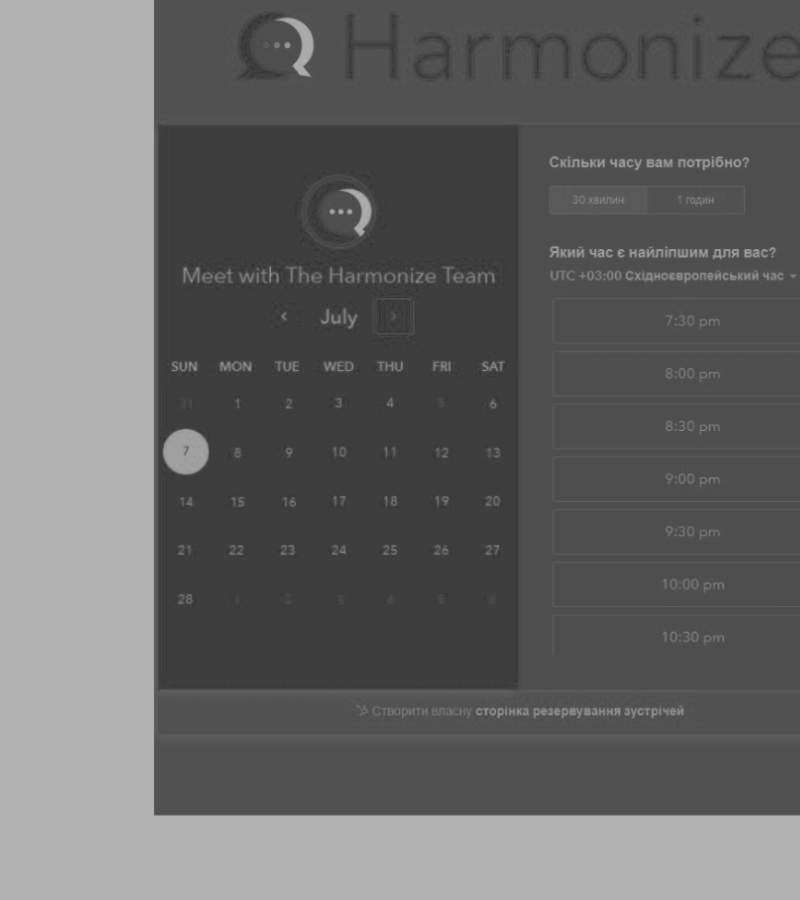 Harmonize
Скільки часу вам потрібно?
30 хвилин 1 годин
Meet with The Harmonize Team
Який час є найліпшим для вас?
UTC +03:00 Східноєвропейський час
‹ July ›
7:30 pm
SUN MON TUE WED THU FRI SAT
8:00 pm
31 1 2 3 4 5 6
8:30 pm
7 8 9 10 11 12 13
9:00 pm
14 15 16 17 18 19 20
9:30 pm
21 22 23 24 25 26 27
10:00 pm
28 1 2 3 4 5 6
10:30 pm
Створити власну сторінка резервування зустрічей